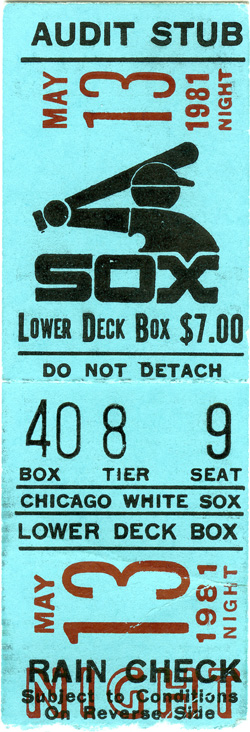 AUDIT STUB
MAY 13 1981 NIGHT
SOX
LOWER DECK BOX $7.00
DO NOT DETACH
40 8 9
BOX TIER SEAT
CHICAGO WHITE SOX
LOWER DECK BOX
MAY 13 1981 NIGHT
NIGHT
RAIN CHECK
Subject to Conditions
On Reverse Side